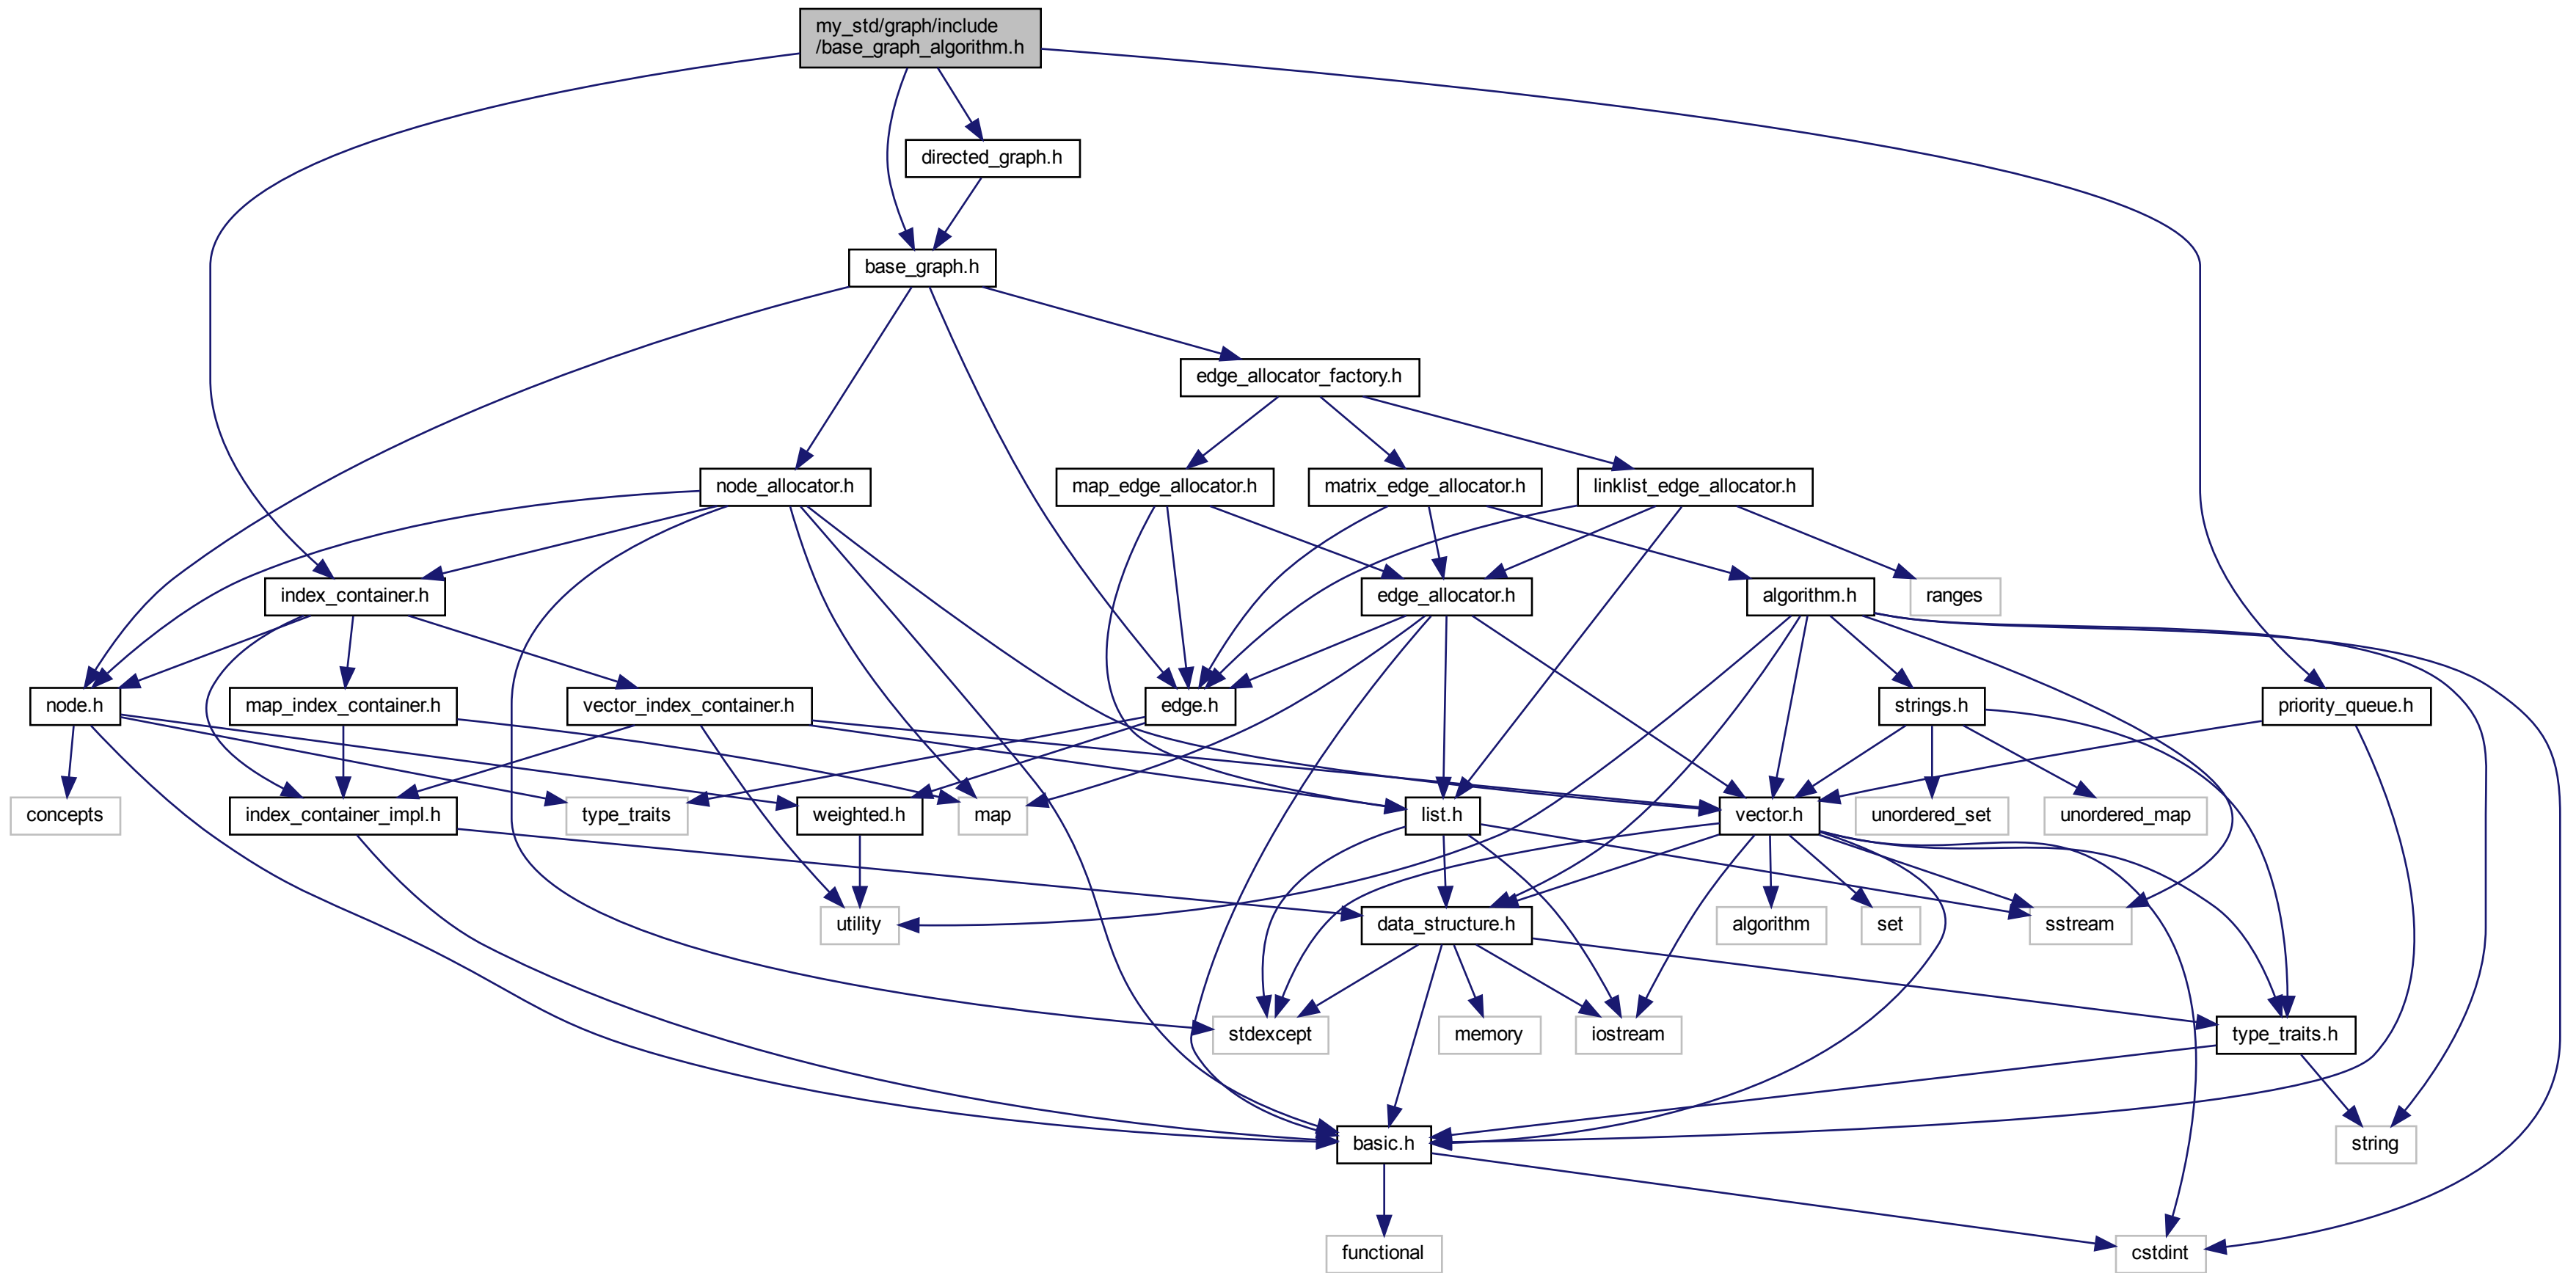 my_std/graph/include
/base_graph_algorithm.h
directed_graph.h
base_graph.h
edge_allocator_factory.h
node_allocator.h
map_edge_allocator.h
matrix_edge_allocator.h
linklist_edge_allocator.h
index_container.h
edge_allocator.h
algorithm.h
ranges
node.h
map_index_container.h
vector_index_container.h
edge.h
strings.h
priority_queue.h
concepts
index_container_impl.h
type_traits
weighted.h
map
list.h
vector.h
unordered_set
unordered_map
utility
data_structure.h
algorithm
set
sstream
stdexcept
memory
iostream
type_traits.h
basic.h
string
functional
cstdint